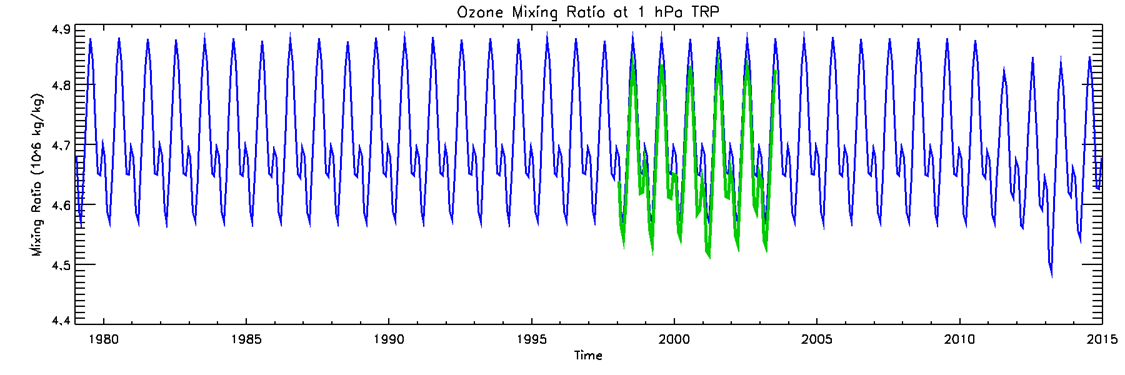 Ozone Mixing Ratio at 1 hPa TRP
4.9
4.8
4.7
4.6
4.5
4.4
Mixing Ratio (10^6 kg/kg)
1980 1985 1990 1995 2000 2005 2010 2015
Time